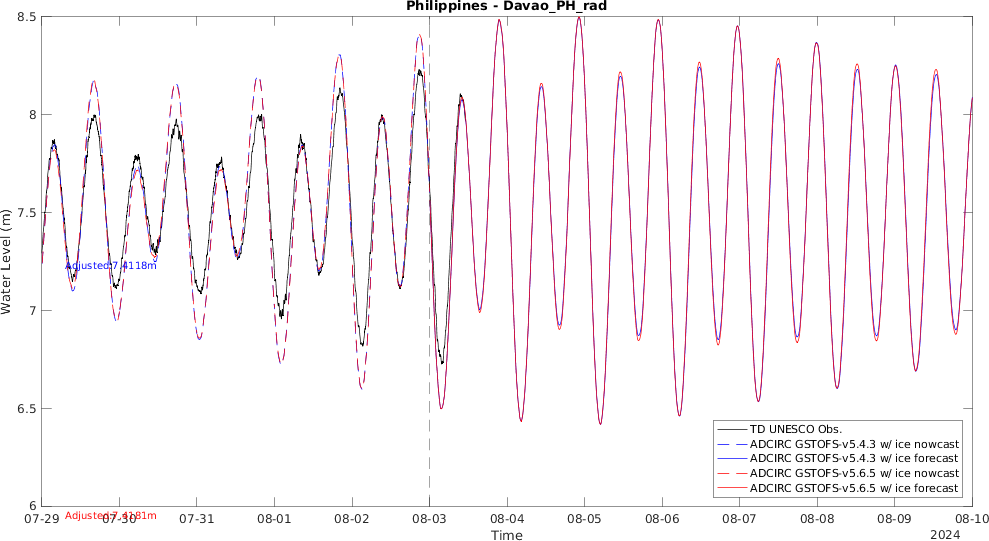 Philippines - Davao_PH_rad
8.5
8
7.5
7
6.5
6
Water Level (m)
Adjusted:7.4118m
Adjusted:7.4181m
TD UNESCO Obs.
ADCIRC GSTOFS-v5.4.3 w/ ice nowcast
ADCIRC GSTOFS-v5.4.3 w/ ice forecast
ADCIRC GSTOFS-v5.6.5 w/ ice nowcast
ADCIRC GSTOFS-v5.6.5 w/ ice forecast
07-29 07-30 07-31 08-01 08-02 08-03 08-04 08-05 08-06 08-07 08-08 08-09 08-10
Time
2024